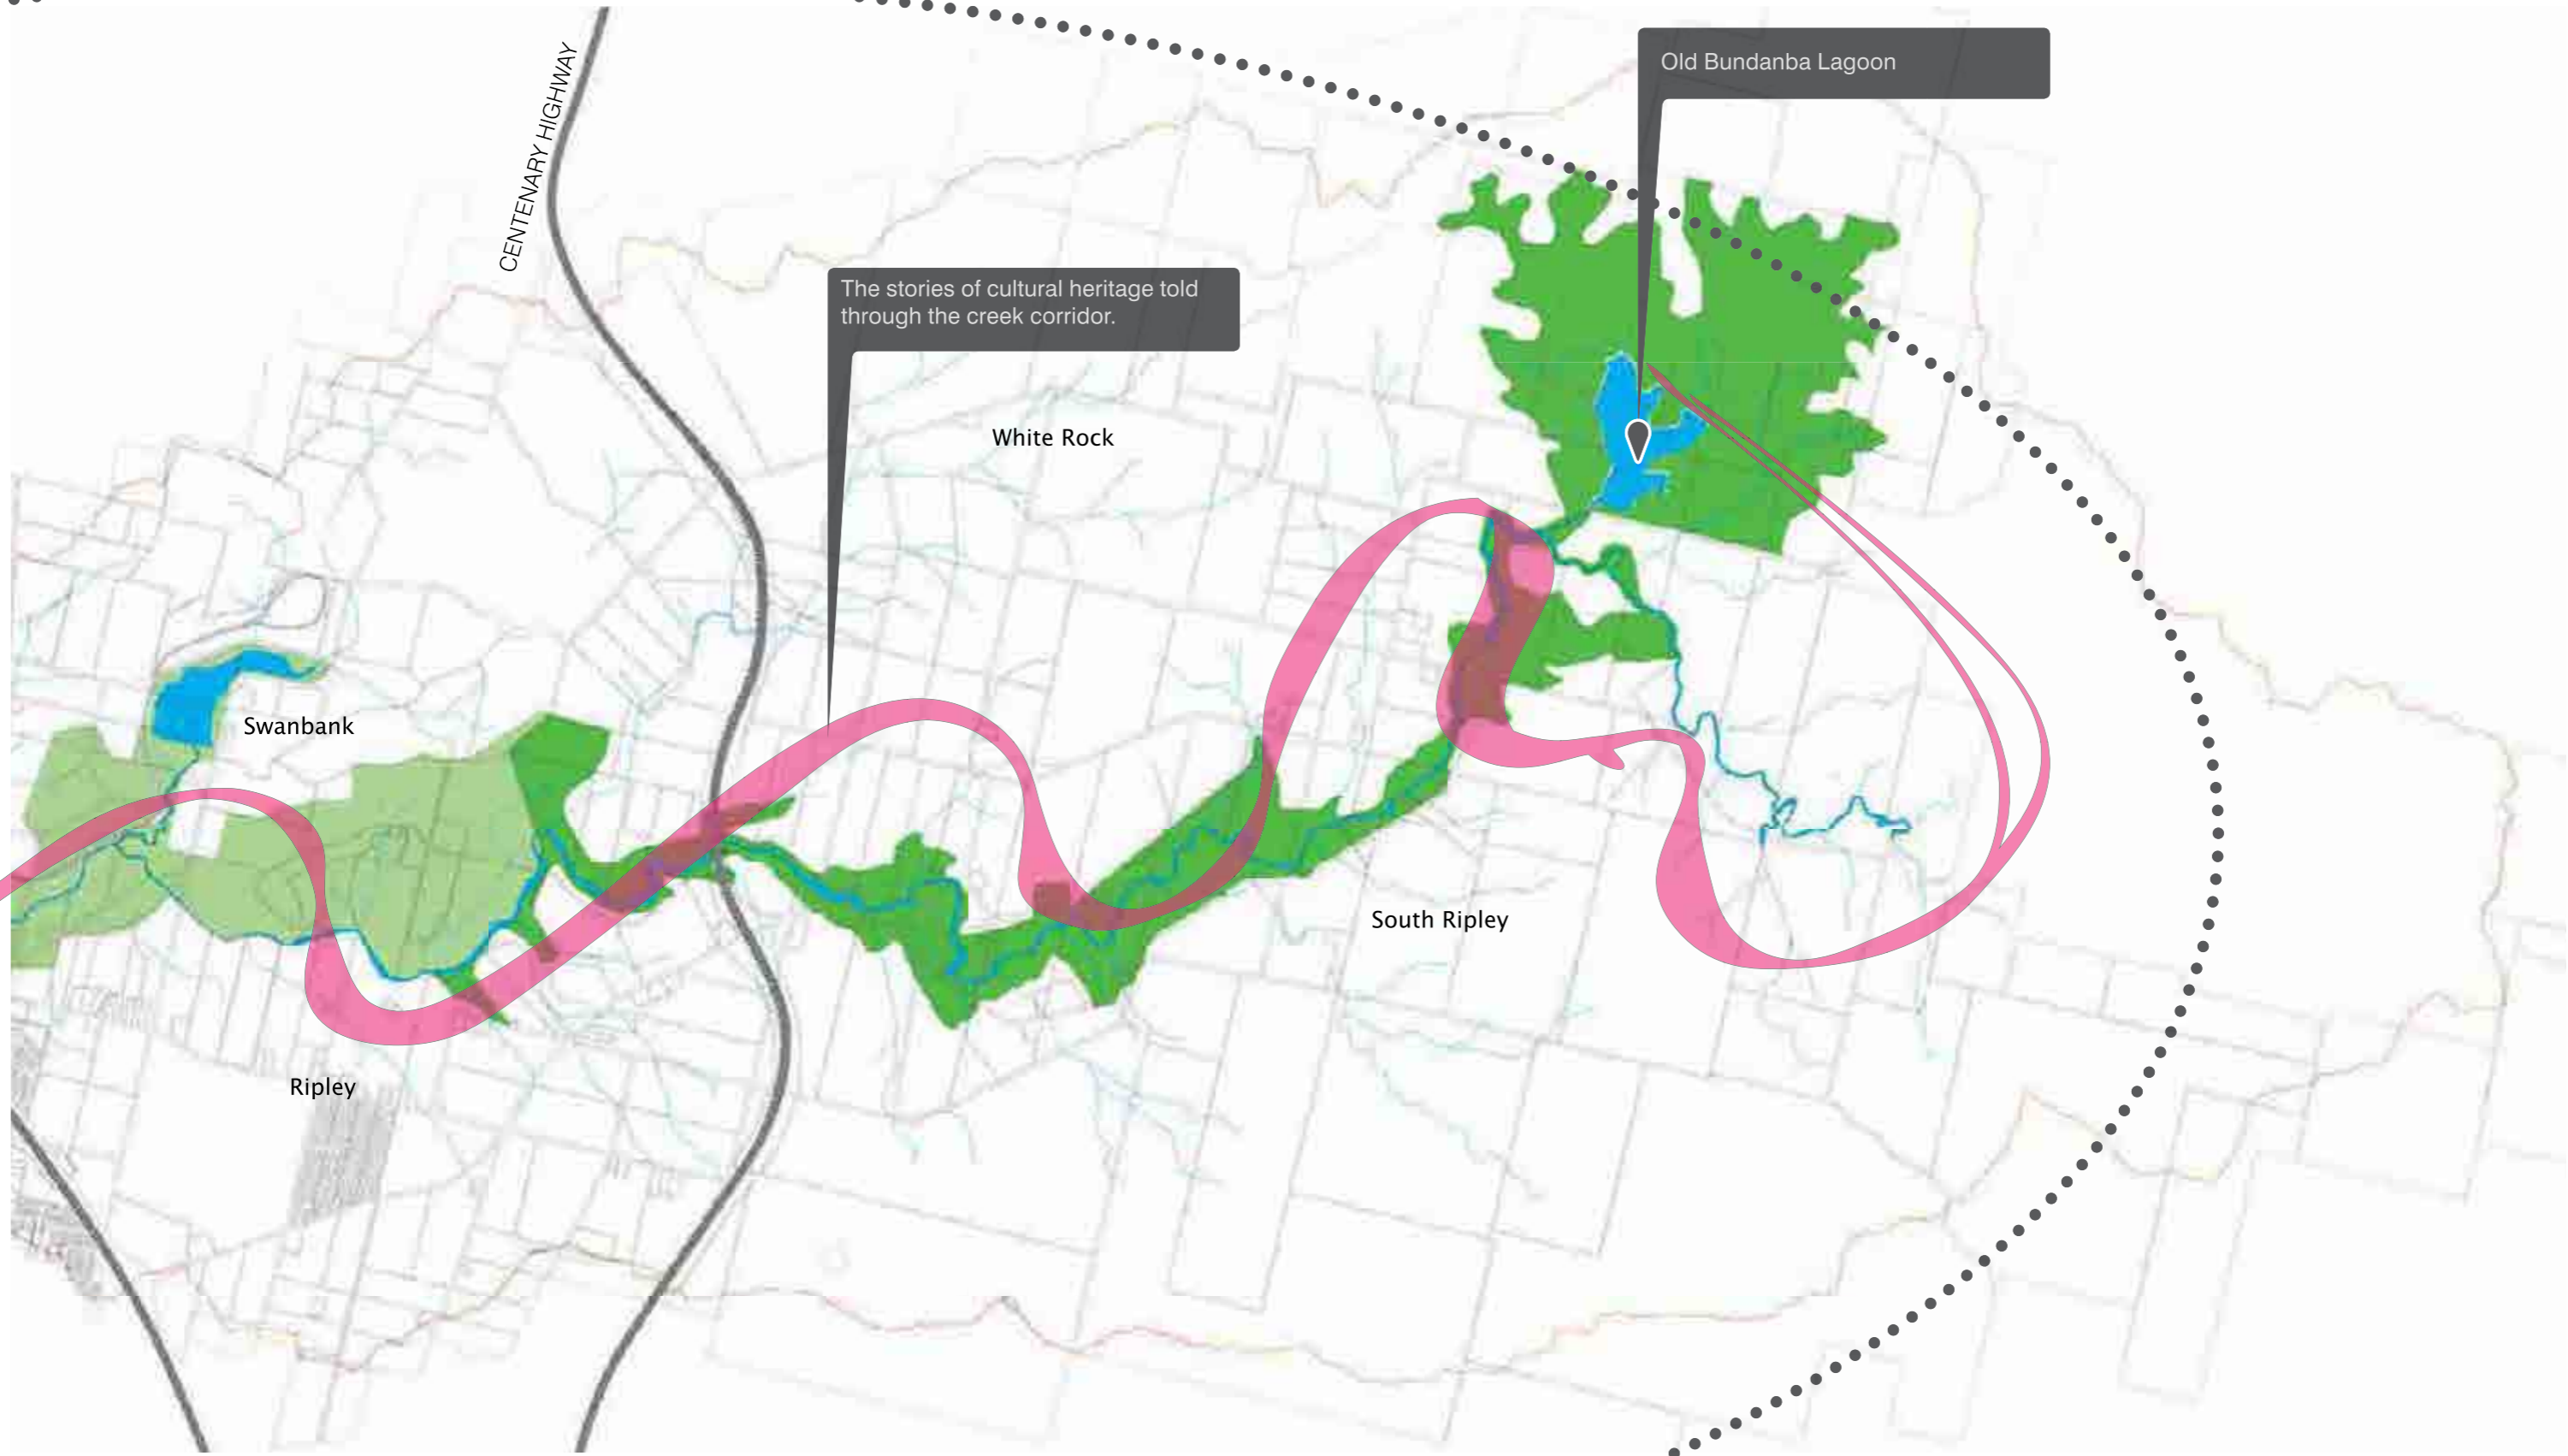 CENTENARY HIGHWAY
Old Bundanba Lagoon
The stories of cultural heritage told
through the creek corridor.
White Rock
Swanbank
South Ripley
Ripley